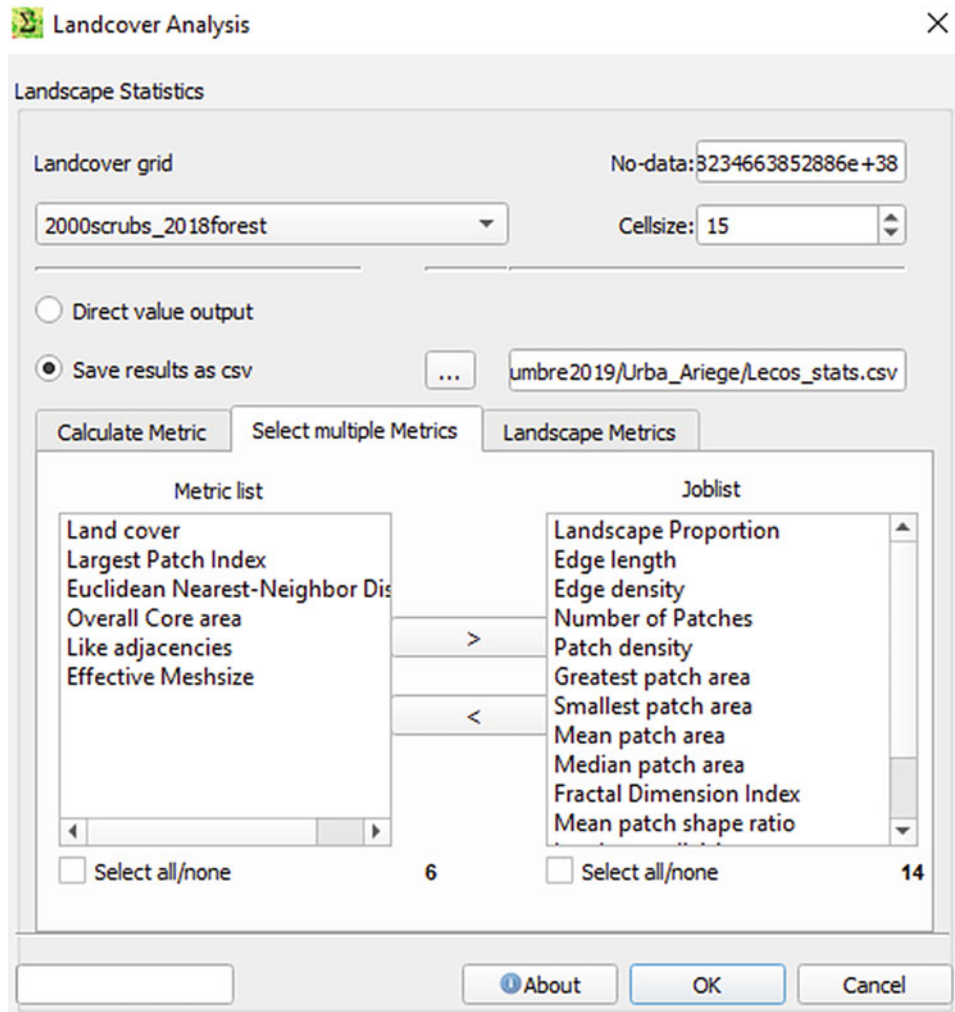 Landcover Analysis
Landscape Statistics
Landcover grid
No-data: 3234663852886e+38
2000scrubs_2018forest
Cellsize: 15
Direct value output
Save results as csv
...
umbre2019/Urba_Ariege/Lecos_stats.csv
Calculate Metric
Select multiple Metrics
Landscape Metrics
Metric list
Land cover
Largest Patch Index
Euclidean Nearest-Neighbor Dis
Overall Core area
Like adjacencies
Effective Meshsize
Select all/none
6
>
<
Joblist
Landscape Proportion
Edge length
Edge density
Number of Patches
Patch density
Greatest patch area
Smallest patch area
Mean patch area
Median patch area
Fractal Dimension Index
Mean patch shape ratio
Select all/none
14
About
OK
Cancel